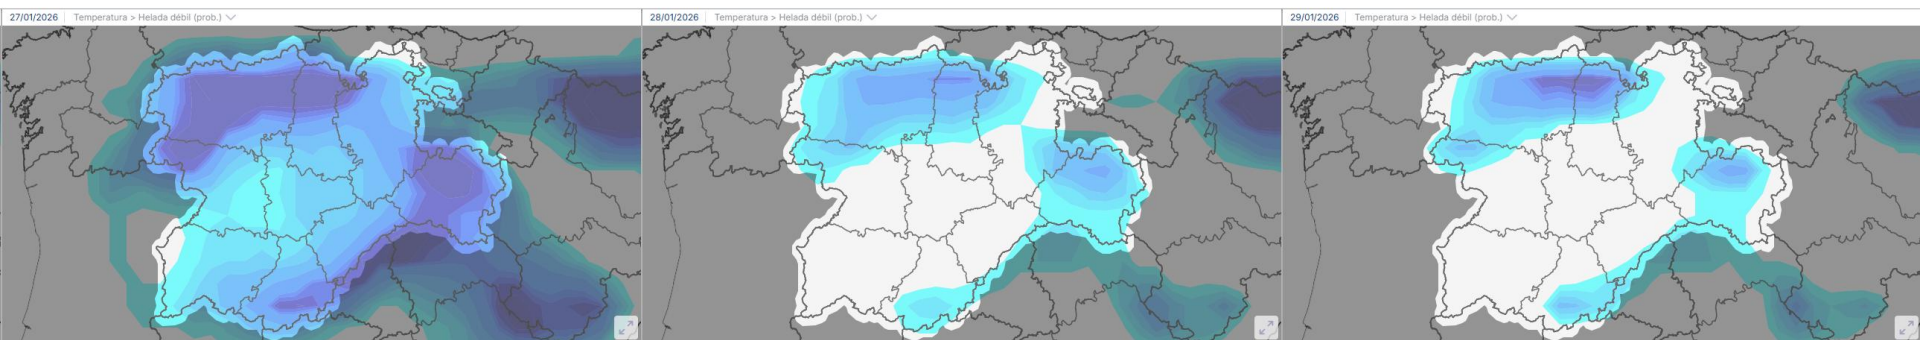 27/01/2026 Temperatura > Helada débil (prob.)
28/01/2026 Temperatura > Helada débil (prob.)
29/01/2026 Temperatura > Helada débil (prob.)